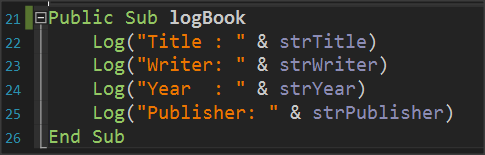 21 Public Sub logBook
22     Log("Title : " & strTitle)
23     Log("Writer: " & strWriter)
24     Log("Year  : " & strYear)
25     Log("Publisher: " & strPublisher)
26 End Sub